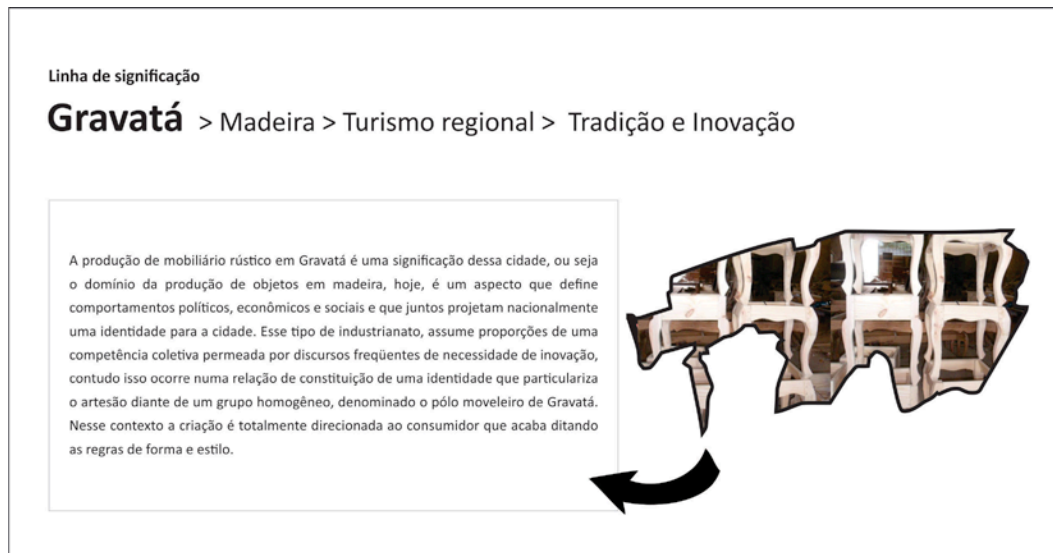 Linha de significação
Gravatá > Madeira > Turismo regional > Tradição e Inovação
A produção de mobiliário rústico em Gravatá é uma significação dessa cidade, ou seja
o domínio da produção de objetos em madeira, hoje, é um aspecto que define
comportamentos políticos, econômicos e sociais e que juntos projetam nacionalmente
uma identidade para a cidade. Esse tipo de industrianato, assume proporções de uma
competência coletiva permeada por discursos freqüentes de necessidade de inovação,
contudo isso ocorre numa relação de constituição de uma identidade que particulariza
o artesão diante de um grupo homogêneo, denominado o pólo moveleiro de Gravatá.
Nesse contexto a criação é totalmente direcionada ao consumidor que acaba ditando
as regras de forma e estilo.